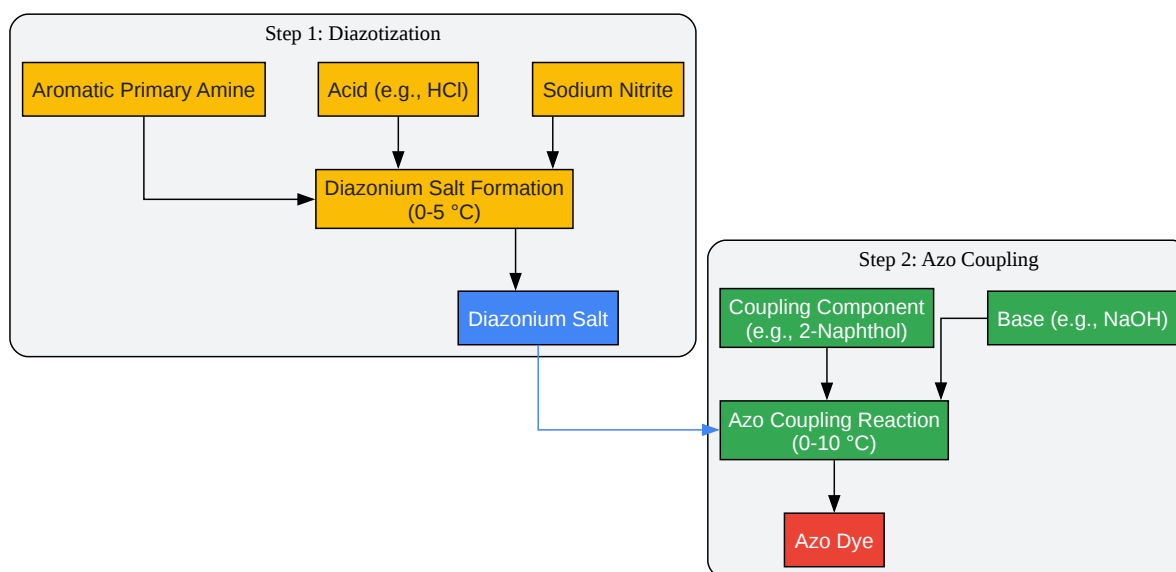 Step 1: Diazotization
Aromatic Primary Amine
Acid (e.g., HCl)
Sodium Nitrite
Diazonium Salt Formation
(0-5 °C)
Diazonium Salt
Step 2: Azo Coupling
Coupling Component
(e.g., 2-Naphthol)
Base (e.g., NaOH)
Azo Coupling Reaction
(0-10 °C)
Azo Dye